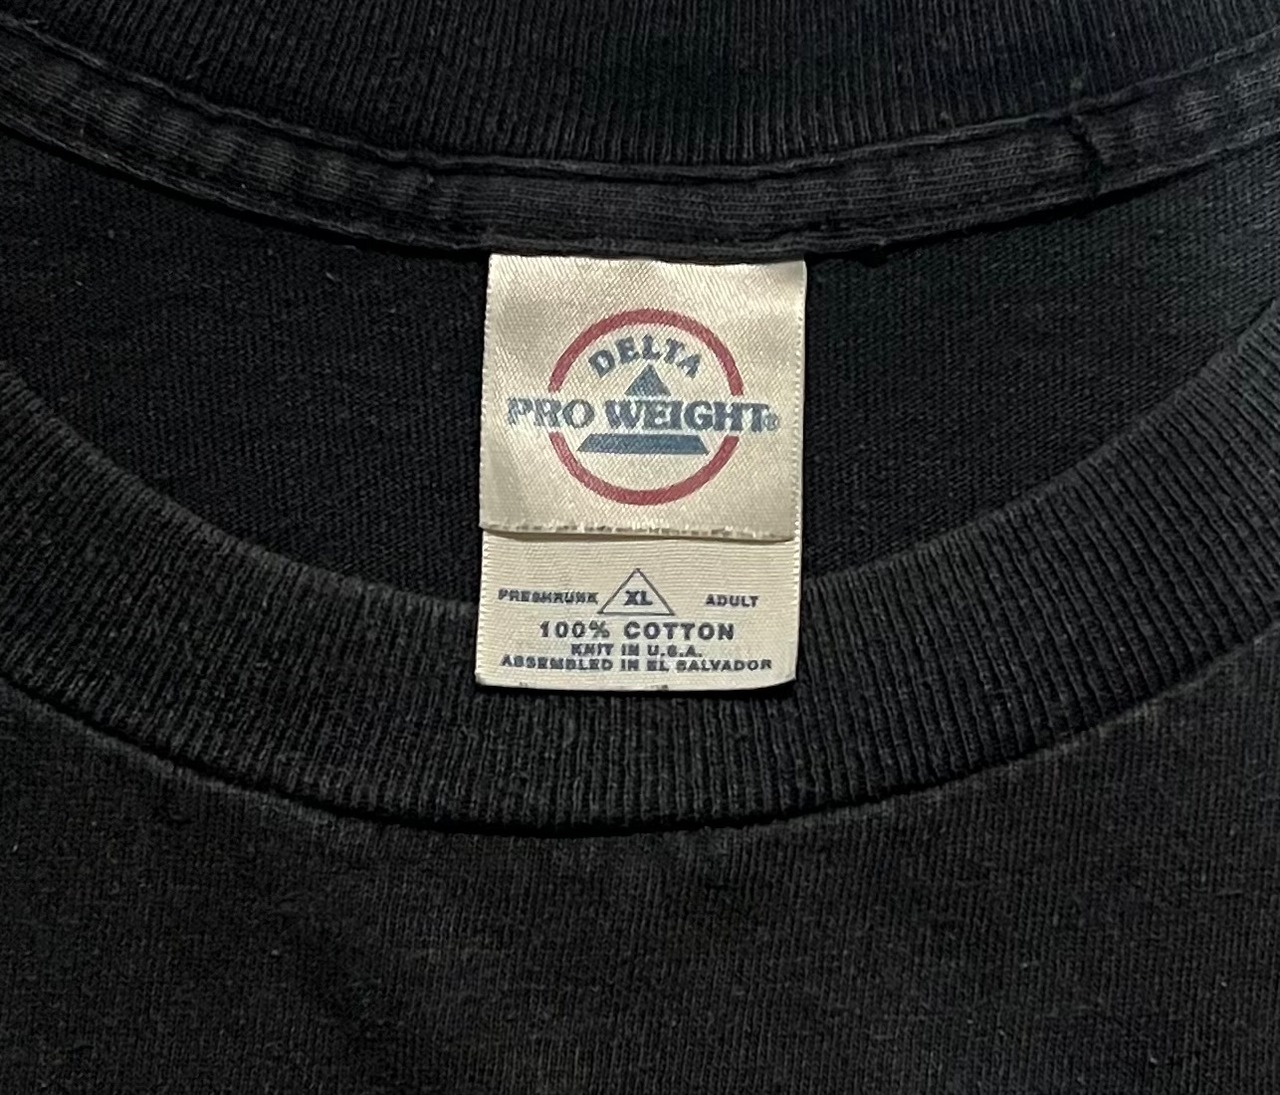 DELTA
PRO WEIGHT®
PRESHRUNK XL ADULT
100% COTTON
KNIT IN U.S.A.
ASSEMBLED IN EL SALVADOR